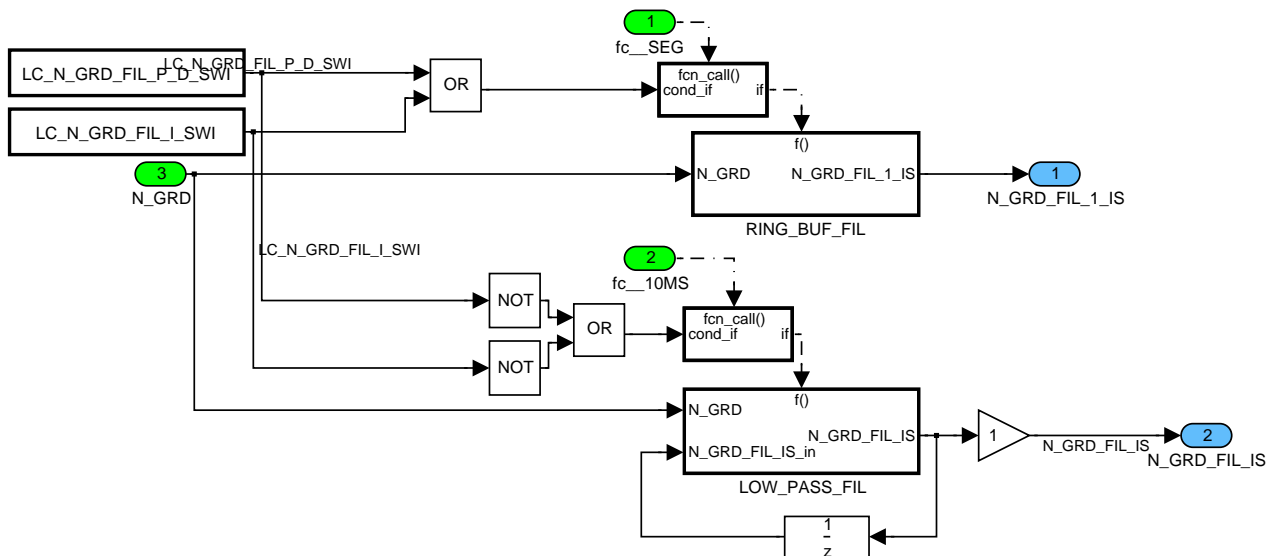 1
fc__SEG
LC_N_GRD_FIL_P_D_SWI
LC_N_GRD_FIL_P_D_SWI
OR
fcn_call()
cond_if
if
LC_N_GRD_FIL_I_SWI
f()
3
N_GRD
N_GRD
N_GRD_FIL_1_IS
1
N_GRD_FIL_1_IS
RING_BUF_FIL
LC_N_GRD_FIL_I_SWI
2
fc__10MS
NOT
OR
fcn_call()
cond_if
if
NOT
f()
N_GRD
N_GRD_FIL_IS
N_GRD_FIL_IS_in
1
N_GRD_FIL_IS
2
N_GRD_FIL_IS
LOW_PASS_FIL
1
z